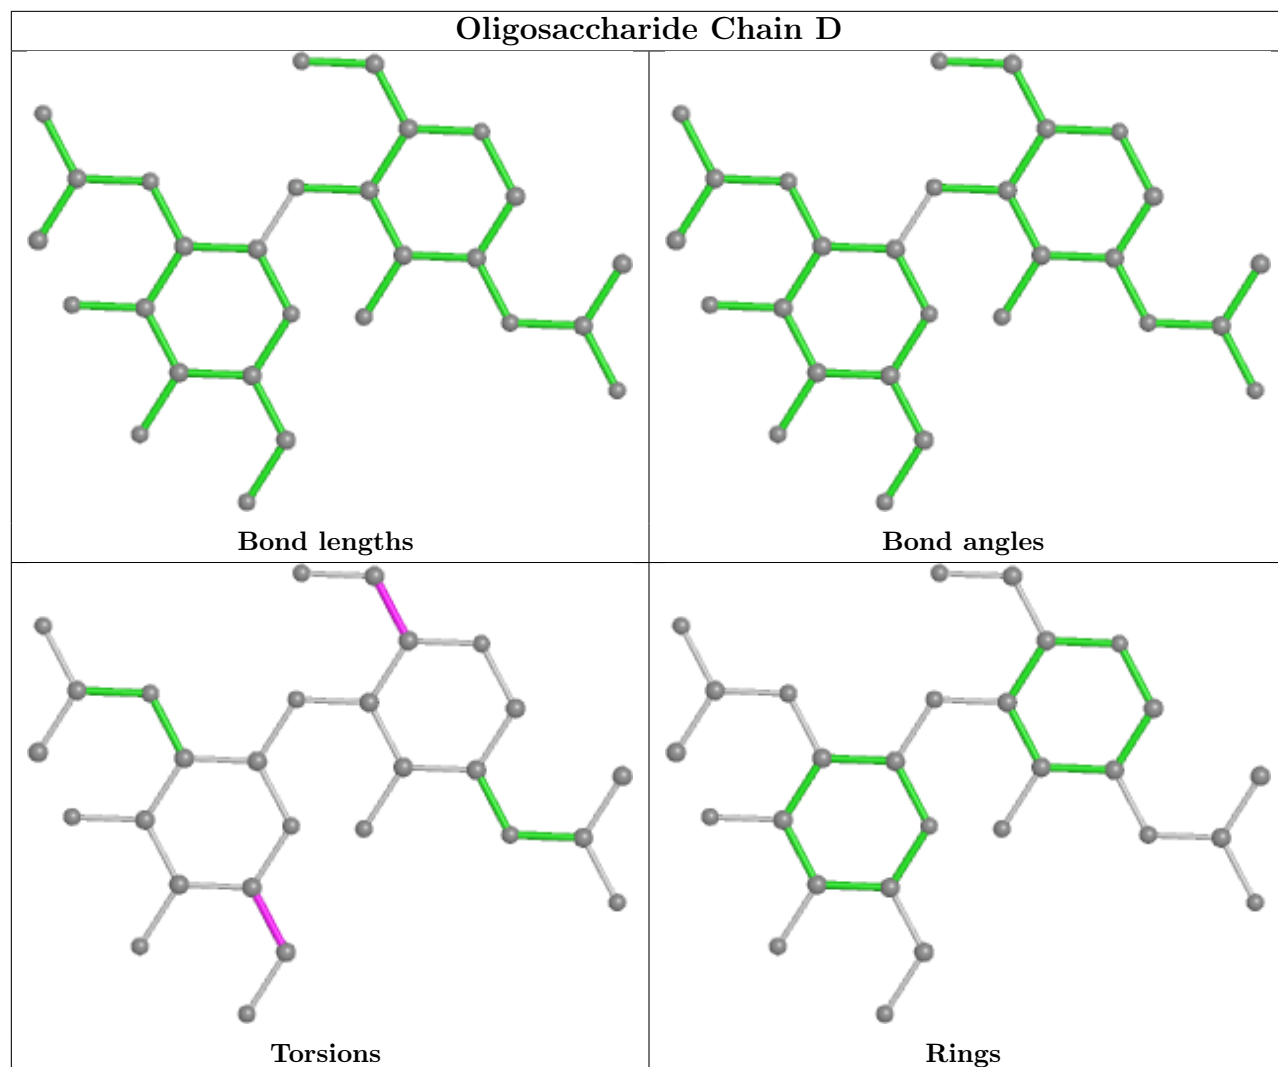 Oligosaccharide Chain D
Bond lengths
Bond angles
Torsions
Rings